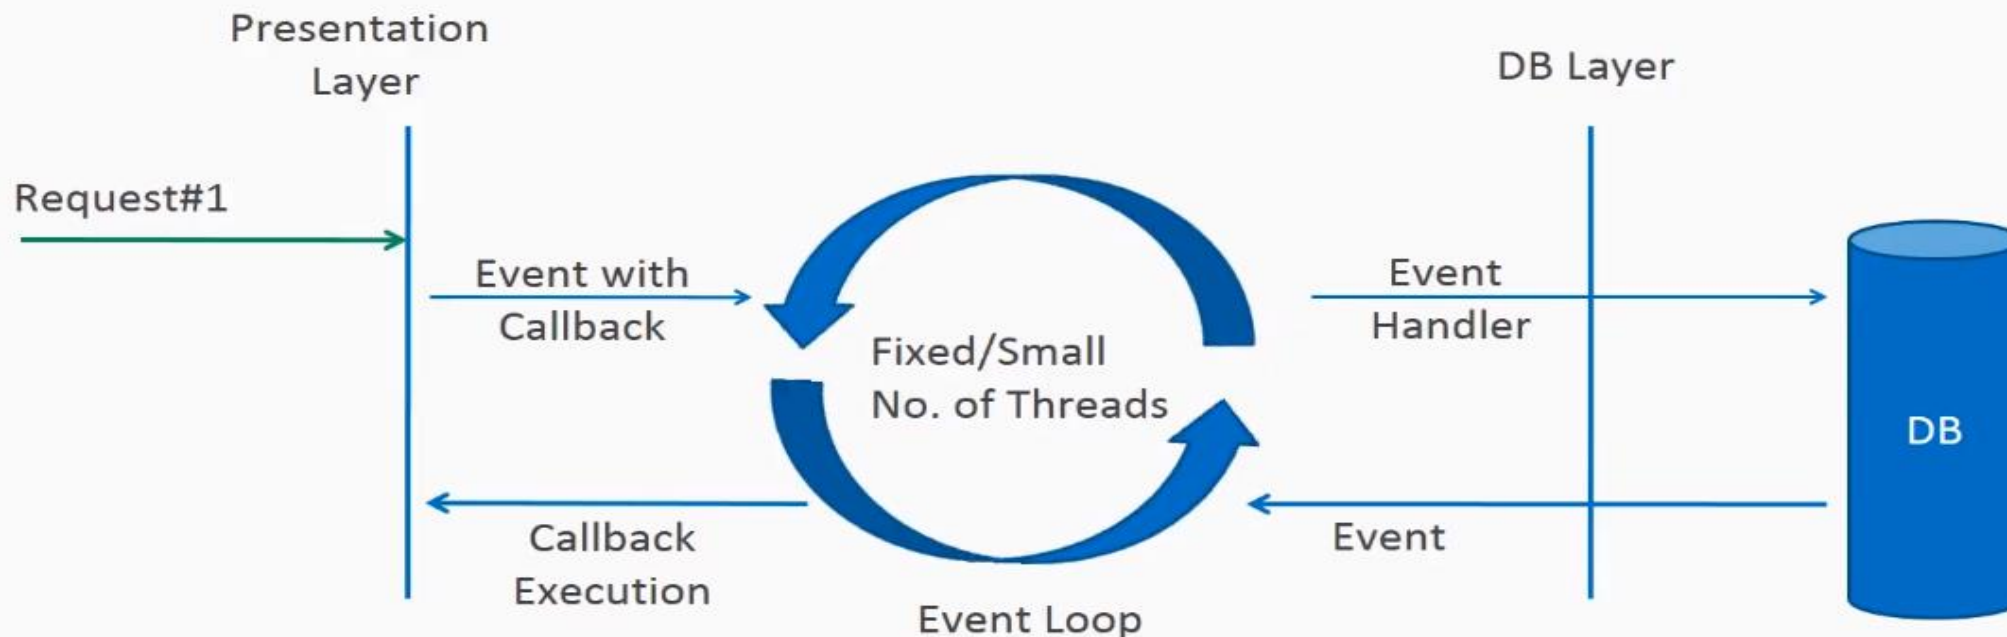 Presentation
Layer
DB Layer
Request#1
Event with
Callback
Event
Handler
Fixed/Small
No. of Threads
DB
Callback
Execution
Event
Event Loop